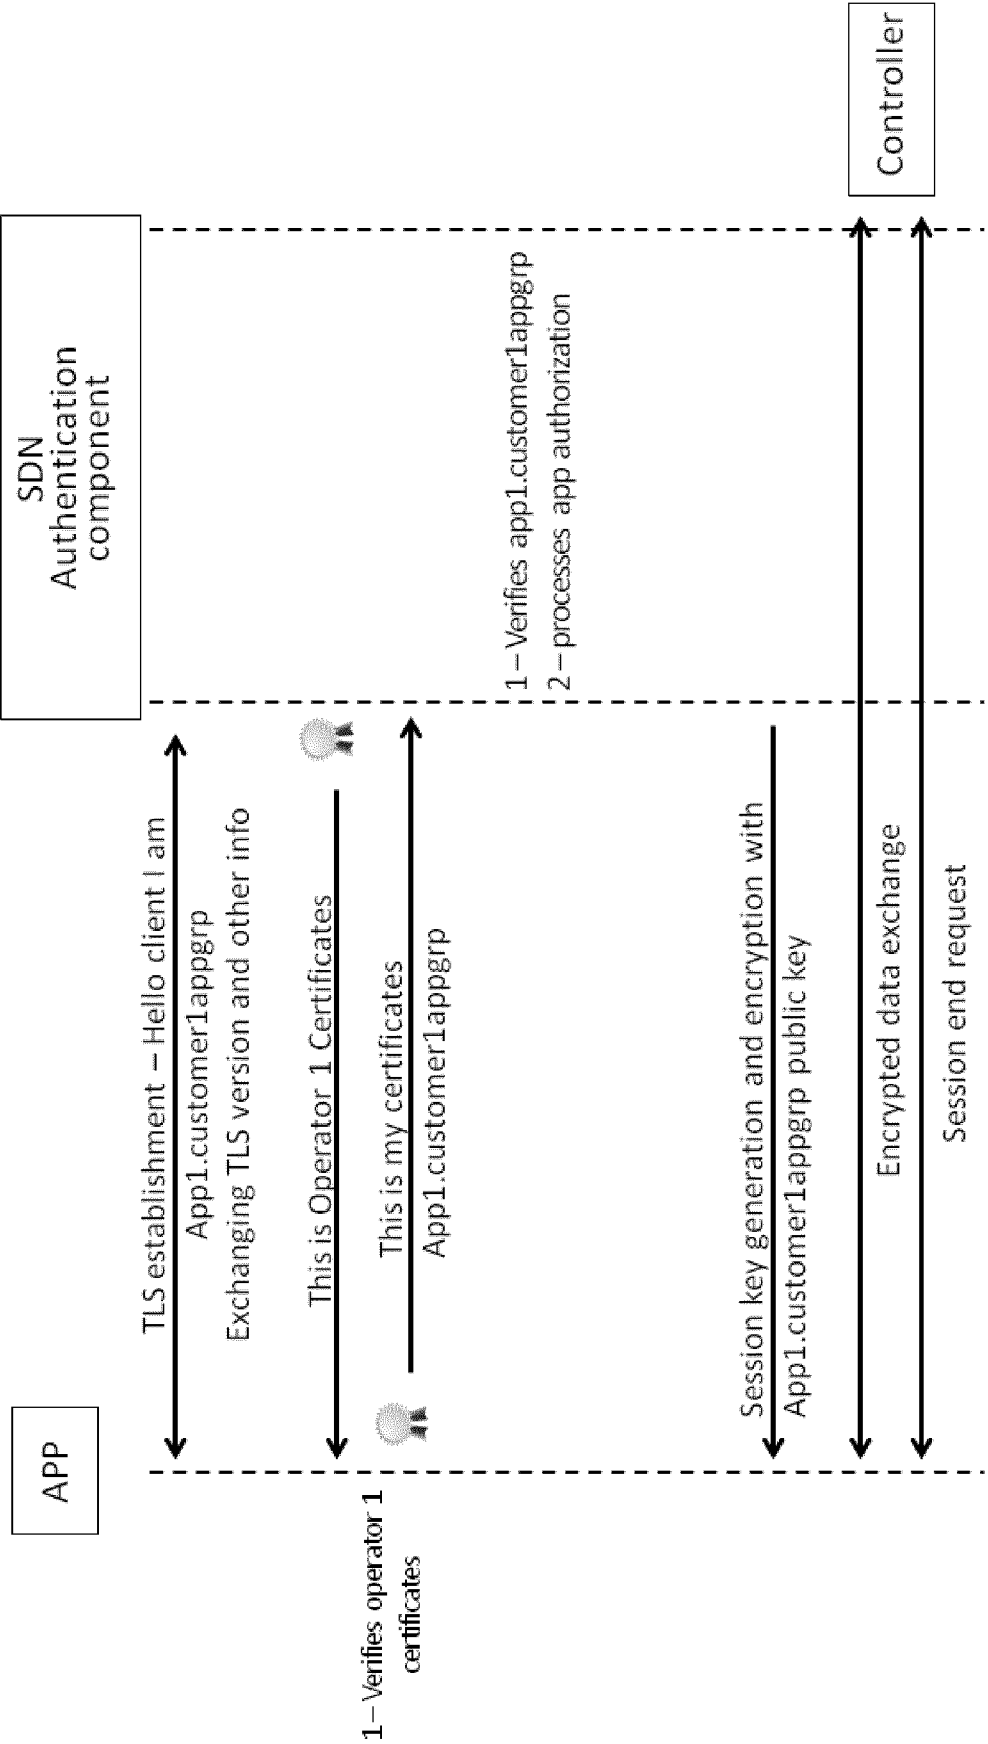 APP
SDN
Authentication
component
TLS establishment – Hello client I am
App1.customer1appgrp
Exchanging TLS version and other info
This is Operator 1 Certificates
1– Verifies operator 1
certificates
This is my certificates
App1.customer1appgrp
1 – Verifies app1.customer1appgrp
2 – processes app authorization
Session key generation and encryption with
App1.customer1appgrp public key
Controller
Encrypted data exchange
Session end request